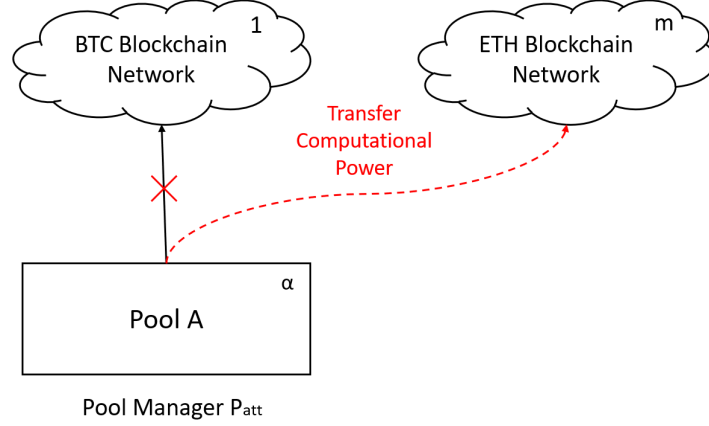 BTC Blockchain
Network
1
ETH Blockchain
Network
m
Transfer
Computational
Power
α
Pool A
Pool Manager Patt